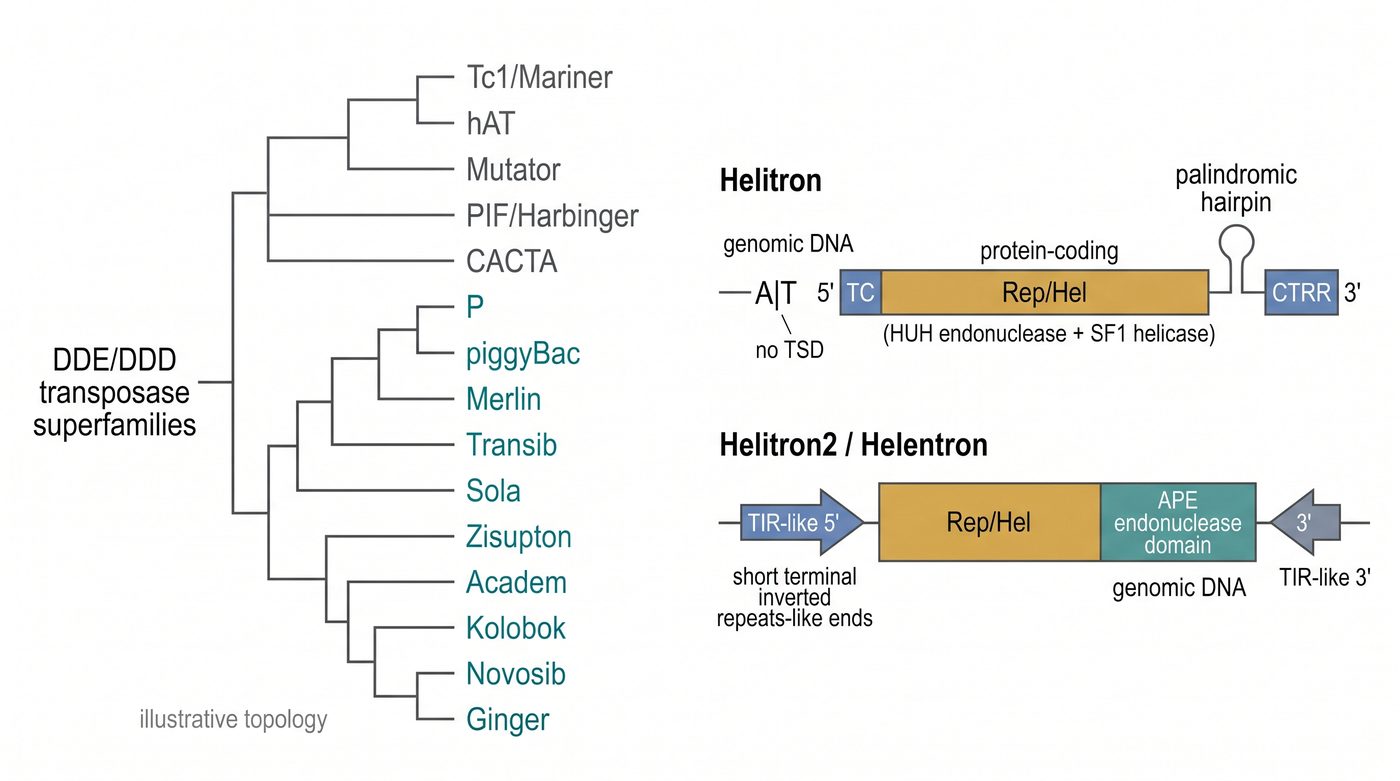 DDE/DDD
transposase
superfamilies
Tc1/Mariner
hAT
Mutator
PIF/Harbinger
CACTA
P
piggyBac
Merlin
Transib
Sola
Zisupton
Academ
Kolobok
Novosib
Ginger
illustrative topology
Helitron
palindromic
hairpin
genomic DNA
protein-coding
A|T
5'
TC
Rep/Hel
CTRR
3'
(HUH endonuclease + SF1 helicase)
no TSD
Helitron2 / Helentron
TIR-like 5'
Rep/Hel
APE
endonuclease
domain
3'
short terminal
inverted
repeats-like ends
genomic DNA
TIR-like 3'